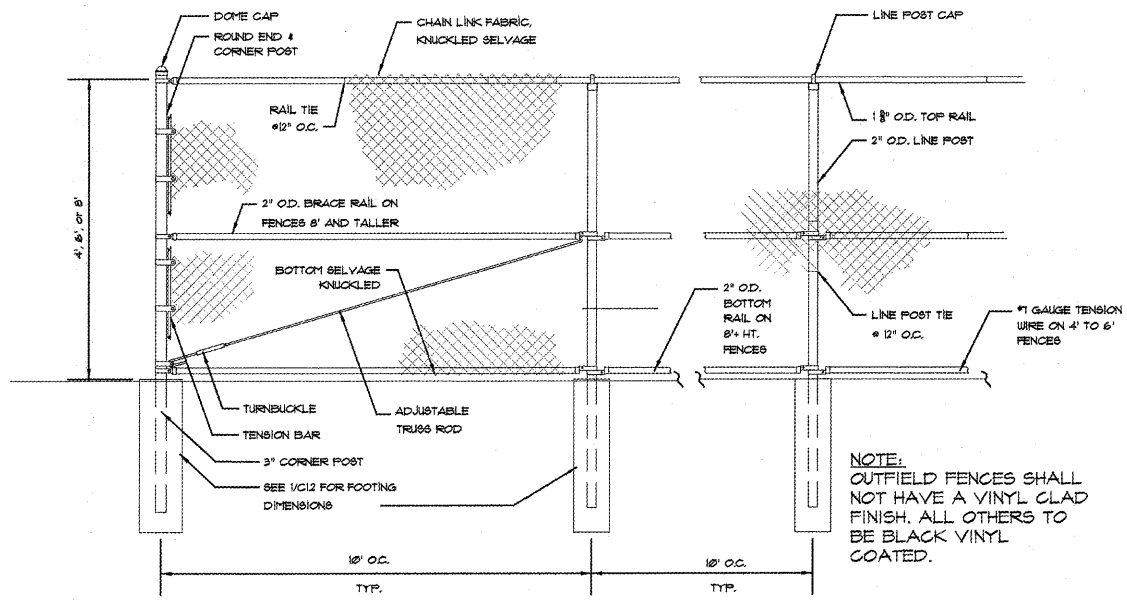 DOME CAP
ROUND END &
CORNER POST
CHAIN LINK FABRIC,
KNUCKLED SELVAGE
LINE POST CAP
RAIL TIE
@12" O.C.
1 5/8" O.D. TOP RAIL
2" O.D. LINE POST
4', 6', or 8'
2" O.D. BRACE RAIL ON
FENCES 8' AND TALLER
BOTTOM SELVAGE
KNUCKLED
2" O.D.
BOTTOM
RAIL ON
8'+ HT.
FENCES
LINE POST TIE
@ 12" O.C.
#7 GAUGE TENSION
WIRE ON 4' TO 6'
FENCES
TURNBUCKLE
ADJUSTABLE
TRUSS ROD
TENSION BAR
3" CORNER POST
SEE 1/C1.2 FOR FOOTING
DIMENSIONS
NOTE:
OUTFIELD FENCES SHALL
NOT HAVE A VINYL CLAD
FINISH. ALL OTHERS TO
BE BLACK VINYL
COATED.
10' O.C.
TYP.
10' O.C.
TYP.